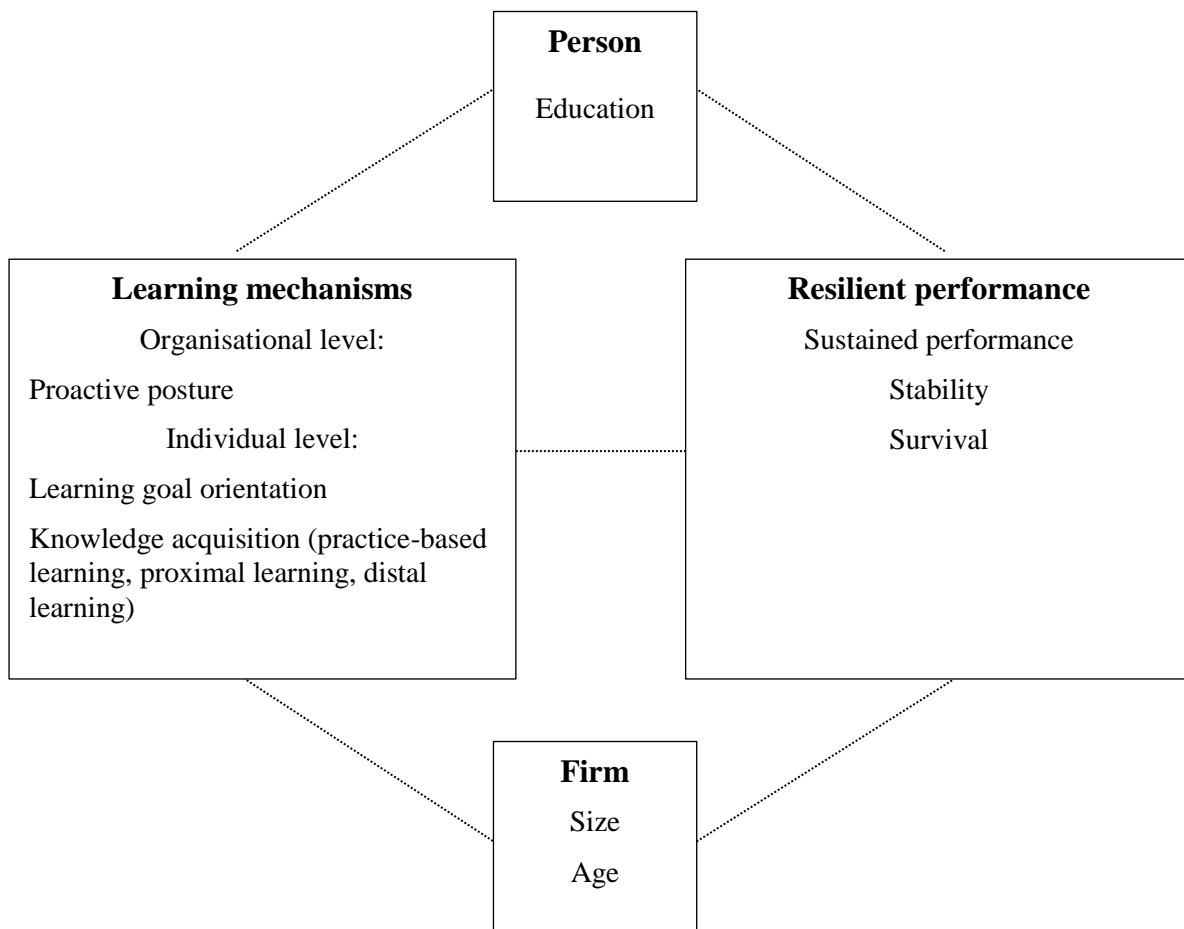 Person
Education
Learning mechanisms
Organisational level:
Proactive posture
Individual level:
Learning goal orientation
Knowledge acquisition (practice-based
learning, proximal learning, distal
learning)
Resilient performance
Sustained performance
Stability
Survival
Firm
Size
Age